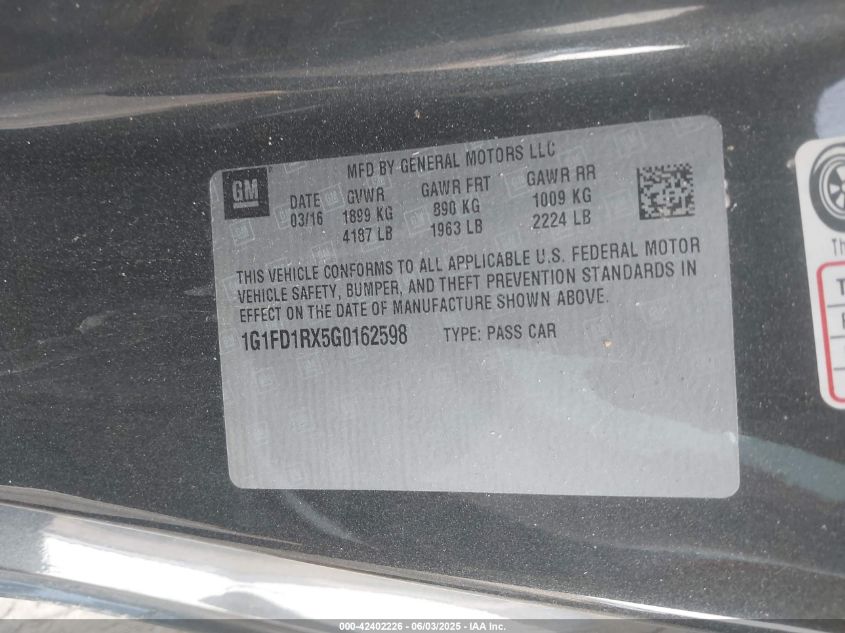 GM
MFD BY GENERAL MOTORS LLC
DATE GVWR GAWR FRT GAWR RR
03/16 1899 KG 890 KG 1009 KG
4187 LB 1963 LB 2224 LB
THIS VEHICLE CONFORMS TO ALL APPLICABLE U.S. FEDERAL MOTOR
VEHICLE SAFETY, BUMPER, AND THEFT PREVENTION STANDARDS IN
EFFECT ON THE DATE OF MANUFACTURE SHOWN ABOVE.
1G1FD1RX5G0162598 TYPE: PASS CAR
000-42402226 - 06/03/2025 - IAA Inc.